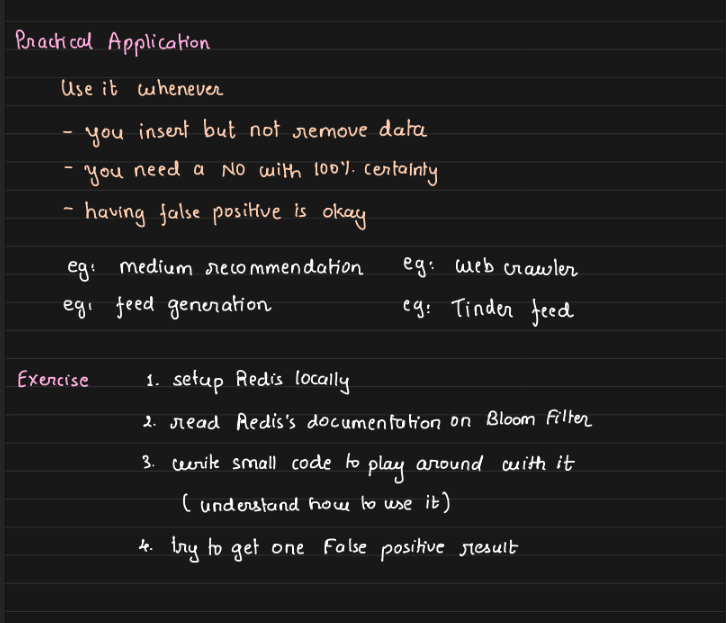 Practical Application
Use it whenever
- you insert but not remove data
- you need a NO with 100% certainty
- having false positive is okay
eg: medium recommendation eg: web crawler
eg: feed generation eg: Tinder feed
Exercise 1. setup Redis locally
2. read Redis's documentation on Bloom Filter
3. write small code to play around with it
( understand how to use it )
4. try to get one False positive result